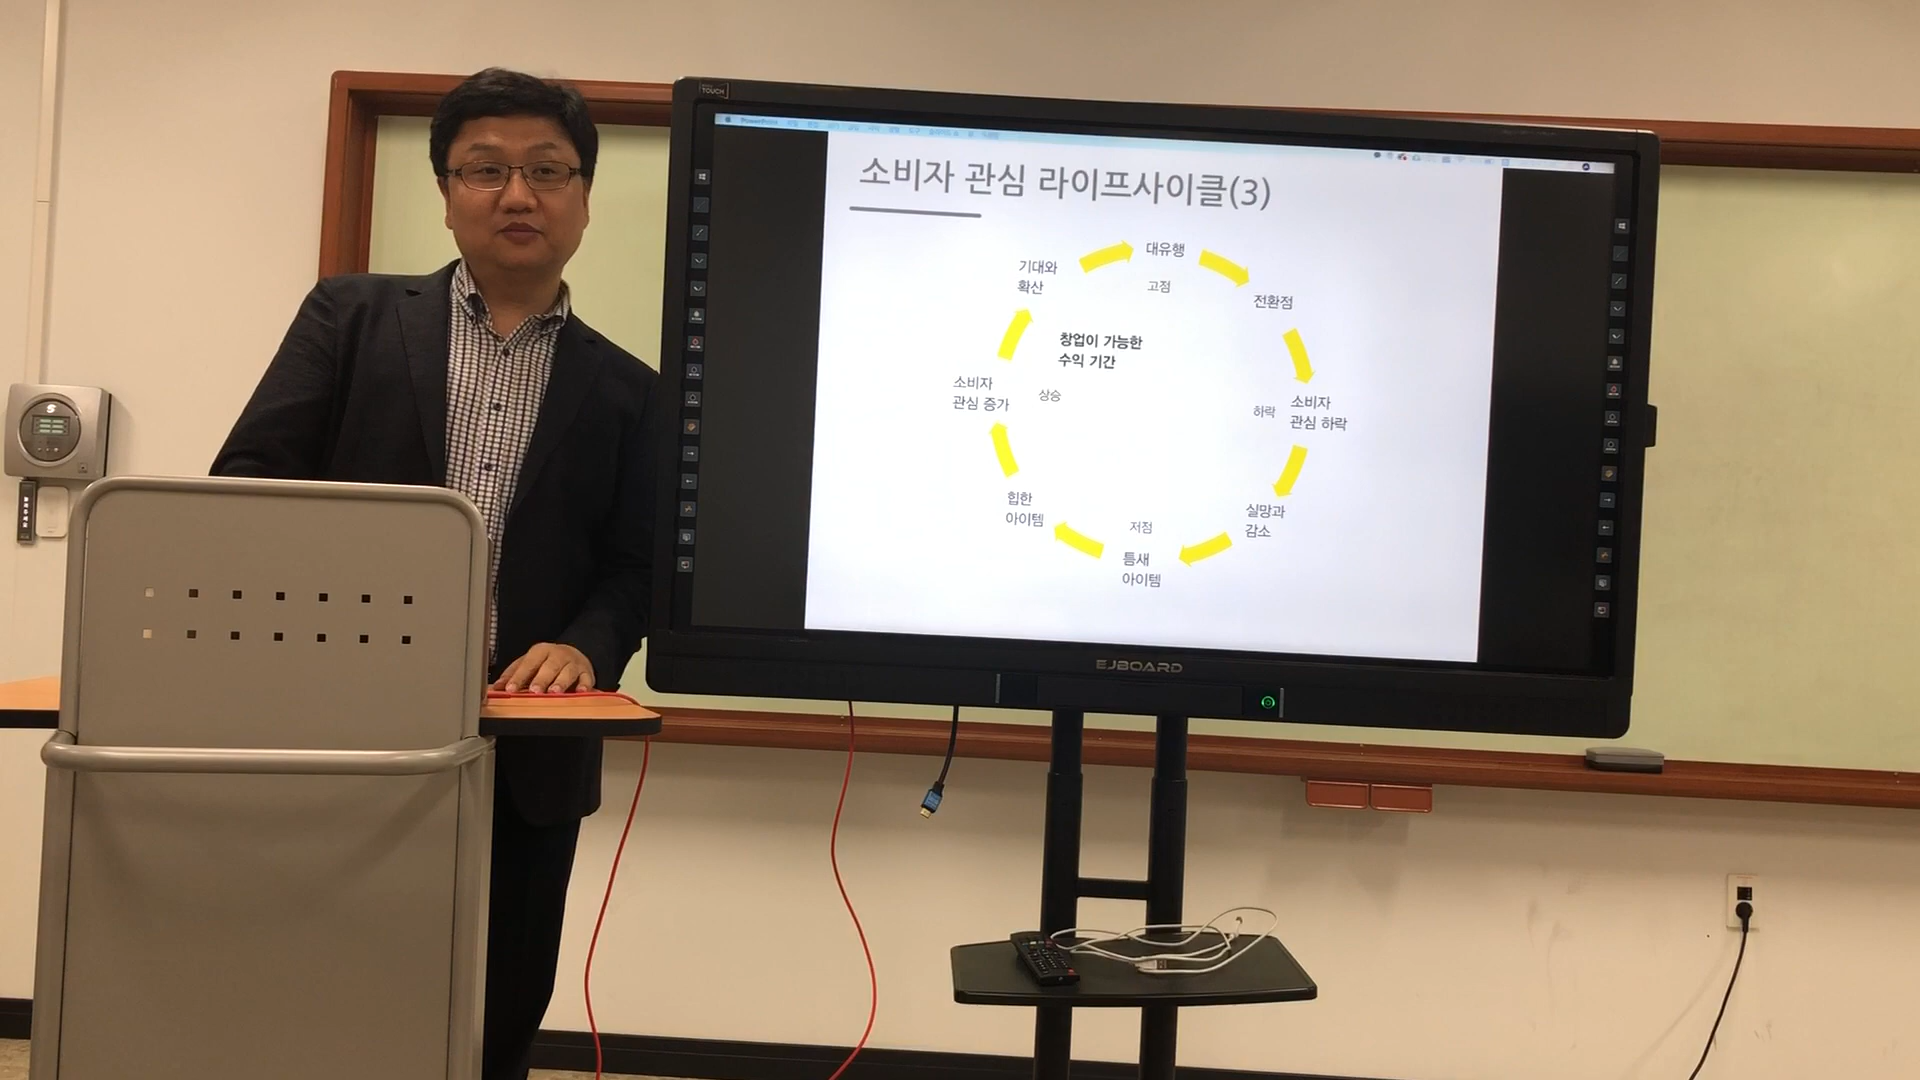 TOUCH
PowerPoint
소비자 관심 라이프사이클(3)
대유행
고점
기대와
확산
전환점
창업이 가능한
수익 기간
소비자
관심 증가
상승
하락
소비자
관심 하락
힙한
아이템
저점
실망과
감소
틈새
아이템
EJBOARD